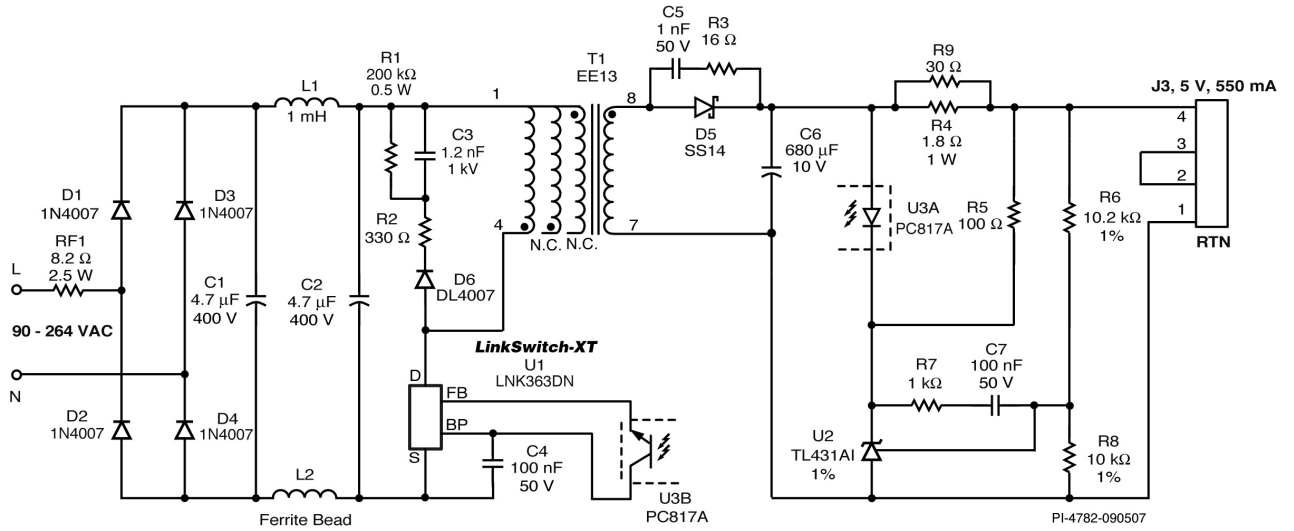 C5
1 nF
50 V
R3
16 Ω
T1
EE13
R1
200 kΩ
0.5 W
L1
1 mH
1
8
D5
SS14
C3
1.2 nF
1 kV
R9
30 Ω
R4
1.8 Ω
1 W
J3, 5 V, 550 mA
4
3
2
1
RTN
C6
680 μF
10 V
D1
1N4007
D3
1N4007
RF1
8.2 Ω
2.5 W
L
R2
330 Ω
4
N.C.
N.C.
7
U3A
PC817A
R5
100 Ω
R6
10.2 kΩ
1%
C1
4.7 μF
400 V
C2
4.7 μF
400 V
D6
DL4007
90 - 264 VAC
N
LinkSwitch-XT
U1
LNK363DN
D
FB
BP
S
R7
1 kΩ
C7
100 nF
50 V
D2
1N4007
D4
1N4007
C4
100 nF
50 V
U2
TL431AI
1%
R8
10 kΩ
1%
L2
Ferrite Bead
U3B
PC817A
PI-4782-090507